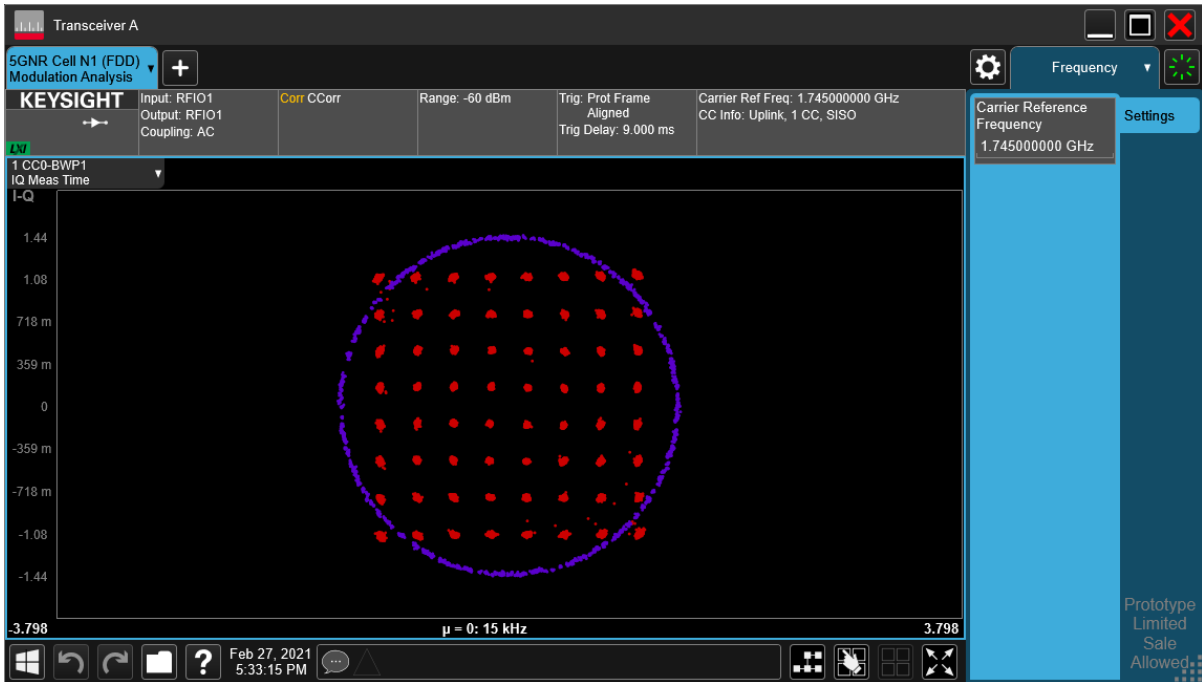 Transceiver A
5GNR Cell N1 (FDD)
Modulation Analysis
+
Frequency
KEYSIGHT
LXI
Input: RFIO1
Output: RFIO1
Coupling: AC
Corr CCorr
Range: -60 dBm
Trig: Prot Frame
Aligned
Trig Delay: 9.000 ms
Carrier Ref Freq: 1.745000000 GHz
CC Info: Uplink, 1 CC, SISO
Carrier Reference
Frequency
1.745000000 GHz
Settings
1 CC0-BWP1
IQ Meas Time
I-Q
1.44
1.08
718 m
359 m
0
-359 m
-718 m
-1.08
-1.44
-3.798
μ = 0: 15 kHz
3.798
Prototype
Limited
Sale
Allowed
?
Feb 27, 2021
5:33:15 PM